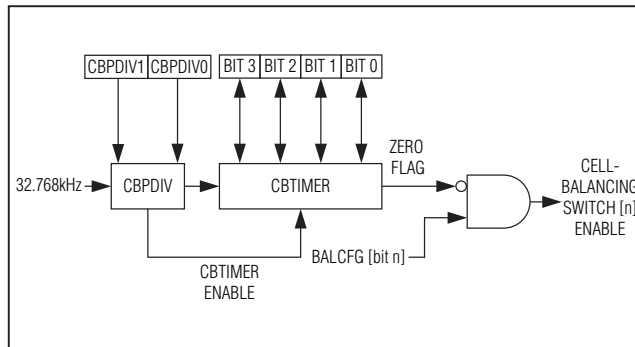 CBPDIV1 CBPDIV0 BIT 3 BIT 2 BIT 1 BIT 0
ZERO
FLAG
32.768kHz CBPDIV CBTIMER
CELL-
BALANCING
SWITCH [n]
ENABLE
CBTIMER
ENABLE
BALCFG [bit n]